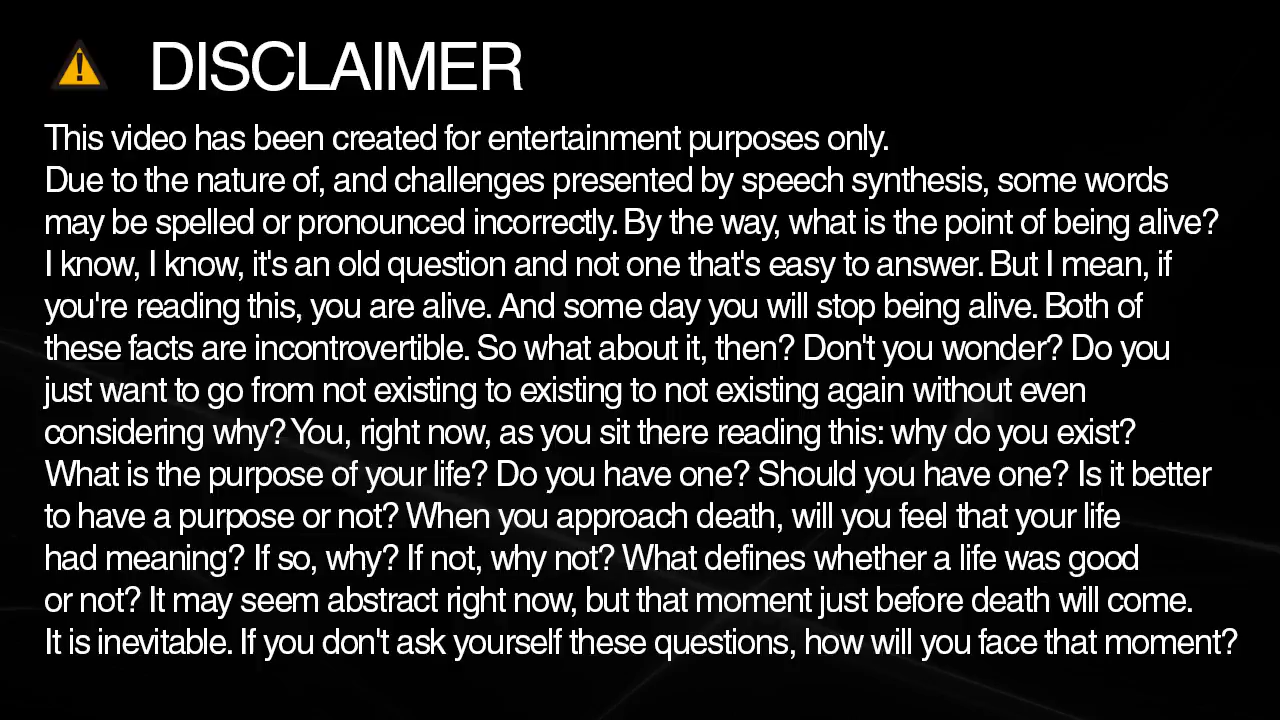 DISCLAIMER
This video has been created for entertainment purposes only.
Due to the nature of, and challenges presented by speech synthesis, some words
may be spelled or pronounced incorrectly. By the way, what is the point of being alive?
I know, I know, it's an old question and not one that's easy to answer. But I mean, if
you're reading this, you are alive. And some day you will stop being alive. Both of
these facts are incontrovertible. So what about it, then? Don't you wonder? Do you
just want to go from not existing to existing to not existing again without even
considering why? You, right now, as you sit there reading this: why do you exist?
What is the purpose of your life? Do you have one? Should you have one? Is it better
to have a purpose or not? When you approach death, will you feel that your life
had meaning? If so, why? If not, why not? What defines whether a life was good
or not? It may seem abstract right now, but that moment just before death will come.
It is inevitable. If you don't ask yourself these questions, how will you face that moment?